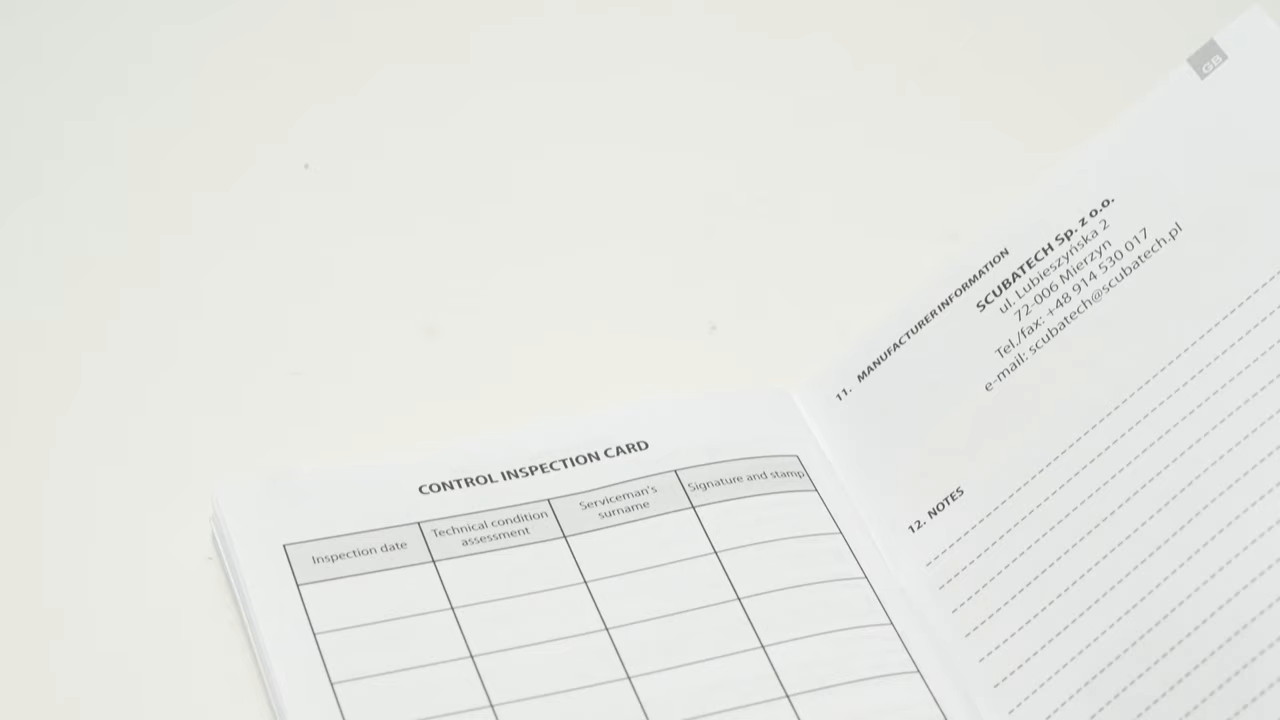 CONTROL INSPECTION CARD
Inspection date
Technical condition
assessment
Serviceman's
surname
Signature and stamp
GB
11. MANUFACTURER INFORMATION
SCUBATECH Sp. z o.o.
ul. Lubieszyńska 2
72-006 Mierzyn
Tel./fax: +48 914 530 017
e-mail: scubatech@scubatech.pl
12. NOTES